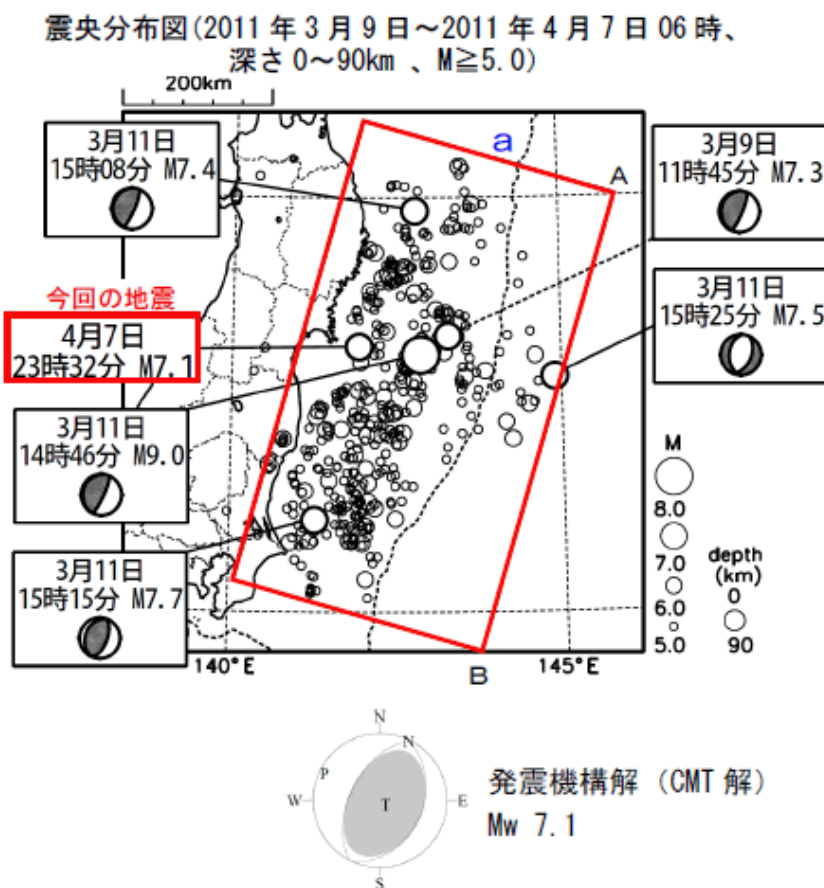 震央分布図(2011年3月9日～2011年4月7日06時、
深さ0～90km 、M≧5.0)
200km
3月11日
15時08分 M7.4
a
A
3月9日
11時45分 M7.3
今回の地震
4月7日
23時32分 M7.1
3月11日
15時25分 M7.5
3月11日
14時46分 M9.0
3月11日
15時15分 M7.7
M
8.0
7.0
6.0
5.0
depth
(km)
0
90
140°E
B
145°E
N
N
P
W
T
E
S
発震機構解（CMT解）
Mw 7.1